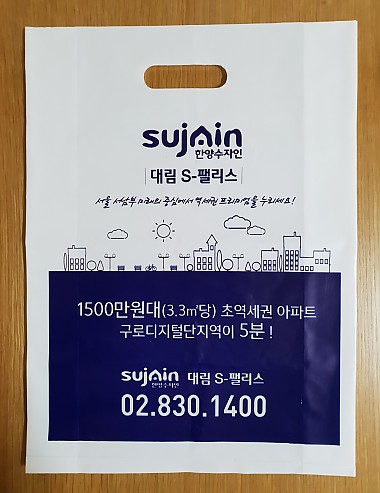 sujain
한양수자인
대림 S-팰리스
서울 서남부 미래의 중심에서 역세권 프리미엄을 누리세요!
1500만원대(3.3㎡당) 초역세권 아파트
구로디지털단지역이 5분 !
sujain 대림 S-팰리스
한양수자인
02.830.1400